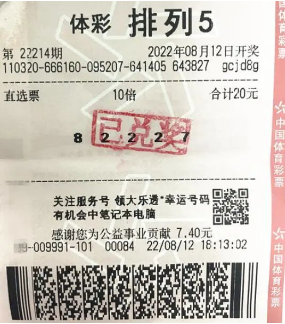 体彩 排列5
第 22214期 2022年08月12日开奖
110320-666160-095207-641405 643827 gcjd8g
直选票 10倍 合计20元
8 2 2 2 7
已兑奖
关注服务号 领大乐透"幸运号码
有机会中笔记本电脑
感谢您为公益事业贡献 7.40元
-009991-101 00084 22/08/12 18:13:02
中国体育彩票
中国体育彩票